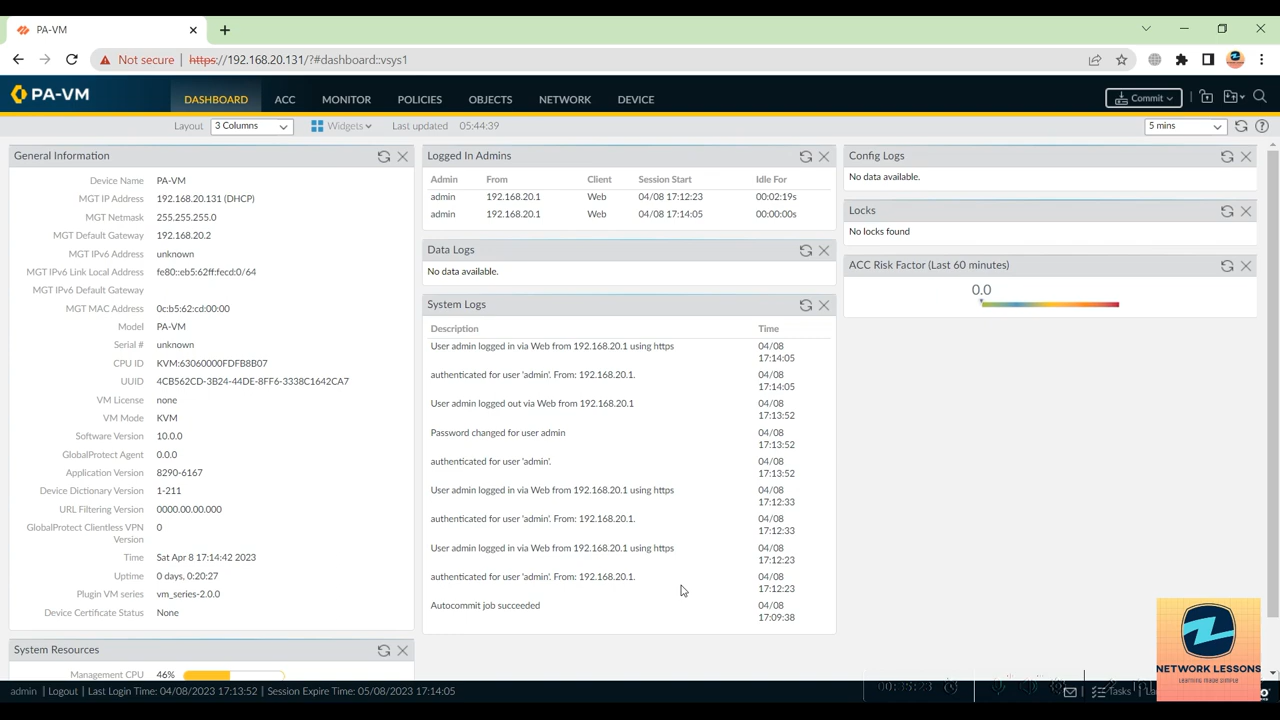 PA-VM
Not secure | https://192.168.20.131/?#dashboard::vsys1
PA-VM
DASHBOARD ACC MONITOR POLICIES OBJECTS NETWORK DEVICE
Commit
Layout 3 Columns Widgets Last updated 05:44:39 5 mins
General Information
Device Name PA-VM
MGT IP Address 192.168.20.131 (DHCP)
MGT Netmask 255.255.255.0
MGT Default Gateway 192.168.20.2
MGT IPv6 Address unknown
MGT IPv6 Link Local Address fe80::eb5:62ff:fecd:0/64
MGT IPv6 Default Gateway
MGT MAC Address 0c:b5:62:cd:00:00
Model PA-VM
Serial # unknown
CPU ID KVM:63060000FDFB8B07
UUID 4CB562CD-3B24-44DE-8FF6-3338C1642CA7
VM License none
VM Mode KVM
Software Version 10.0.0
GlobalProtect Agent 0.0.0
Application Version 8290-6167
Device Dictionary Version 1-211
URL Filtering Version 0000.00.00.000
GlobalProtect Clientless VPN 0
Version
Time Sat Apr 8 17:14:42 2023
Uptime 0 days, 0:20:27
Plugin VM series vm_series-2.0.0
Device Certificate Status None
System Resources
Management CPU 46%
Logged In Admins
Admin From Client Session Start Idle For
admin 192.168.20.1 Web 04/08 17:12:23 00:02:19s
admin 192.168.20.1 Web 04/08 17:14:05 00:00:00s
Data Logs
No data available.
System Logs
Description Time
User admin logged in via Web from 192.168.20.1 using https 04/08
17:14:05
authenticated for user 'admin'. From: 192.168.20.1. 04/08
17:14:05
User admin logged out via Web from 192.168.20.1 04/08
17:13:52
Password changed for user admin 04/08
17:13:52
authenticated for user 'admin'. 04/08
17:13:52
User admin logged in via Web from 192.168.20.1 using https 04/08
17:12:33
authenticated for user 'admin'. From: 192.168.20.1. 04/08
17:12:33
User admin logged in via Web from 192.168.20.1 using https 04/08
17:12:23
authenticated for user 'admin'. From: 192.168.20.1. 04/08
17:12:23
Autocommit job succeeded 04/08
17:09:38
Config Logs
No data available.
Locks
No locks found
ACC Risk Factor (Last 60 minutes)
0.0
NETWORK LESSONS
LEARNING MADE SIMPLE
admin | Logout | Last Login Time: 04/08/2023 17:13:52 | Session Expire Time: 05/08/2023 17:14:05
00:15:23
Tasks